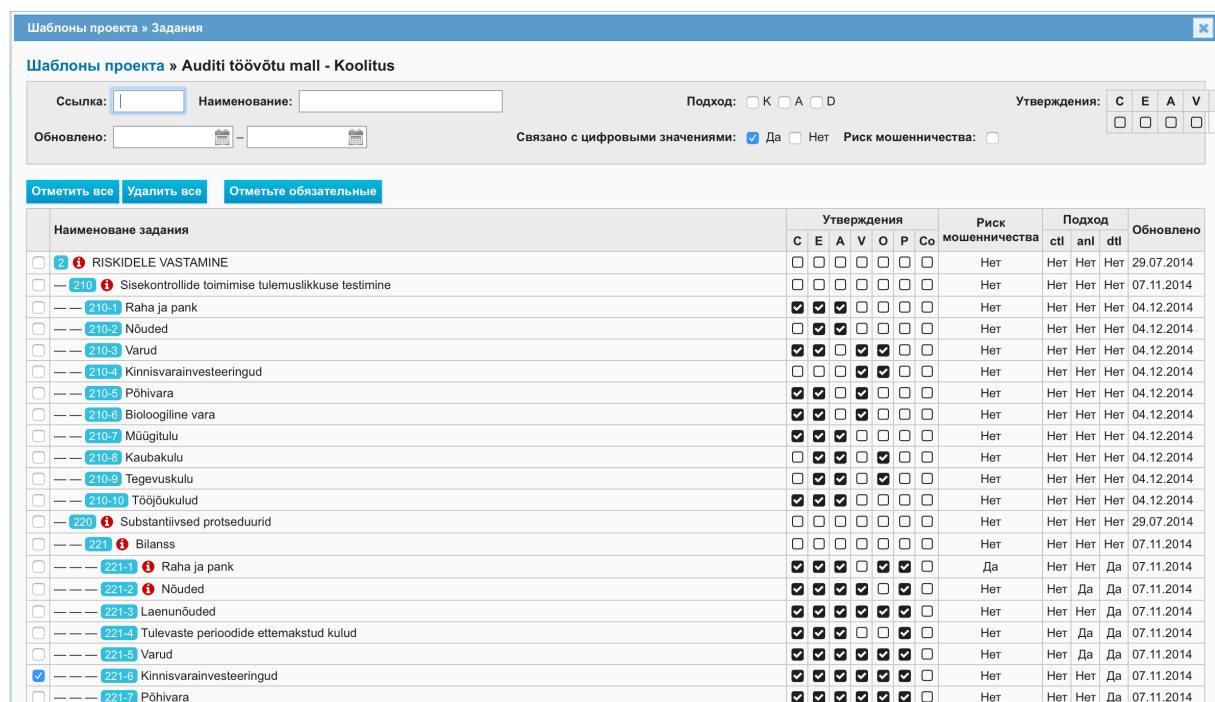 Шаблоны проекта » Задания
Шаблоны проекта » Auditi töövõtu mall - Koolitus
Ссылка: Наименование: Подход: K A D Утверждения: C E A V
Обновлено: – Связано с цифровыми значениями: Да Нет Риск мошенничества:
Отметить все Удалить все Отметьте обязательные
Наименоване задания Утверждения Риск мошенничества Подход Обновлено
C E A V O P Co ctl anl dtl
2 RISKIDELE VASTAMINE Нет Нет Нет Нет 29.07.2014
— 210 Sisekontrollide toimimise tulemuslikkuse testimine Нет Нет Нет Нет 07.11.2014
— — 210-1 Raha ja pank Нет Нет Нет Нет 04.12.2014
— — 210-2 Nõuded Нет Нет Нет Нет 04.12.2014
— — 210-3 Varud Нет Нет Нет Нет 04.12.2014
— — 210-4 Kinnisvarainvesteeringud Нет Нет Нет Нет 04.12.2014
— — 210-5 Põhivara Нет Нет Нет Нет 04.12.2014
— — 210-6 Bioloogiline vara Нет Нет Нет Нет 04.12.2014
— — 210-7 Müügitulu Нет Нет Нет Нет 04.12.2014
— — 210-8 Kaubakulu Нет Нет Нет Нет 04.12.2014
— — 210-9 Tegevuskulu Нет Нет Нет Нет 04.12.2014
— — 210-10 Tööjõukulud Нет Нет Нет Нет 04.12.2014
— 220 Substantiivsed protseduurid Нет Нет Нет Нет 29.07.2014
— — 221 Bilanss Нет Нет Нет Нет 07.11.2014
— — — 221-1 Raha ja pank Да Нет Нет Да 07.11.2014
— — — 221-2 Nõuded Нет Нет Да Да 07.11.2014
— — — 221-3 Laenunõuded Нет Нет Нет Да 07.11.2014
— — — 221-4 Tulevaste perioodide ettemakstud kulud Нет Нет Да Да 07.11.2014
— — — 221-5 Varud Нет Нет Да Да 07.11.2014
— — — 221-6 Kinnisvarainvesteeringud Нет Нет Нет Да 07.11.2014
— — — 221-7 Põhivara Нет Нет Нет Да 07.11.2014